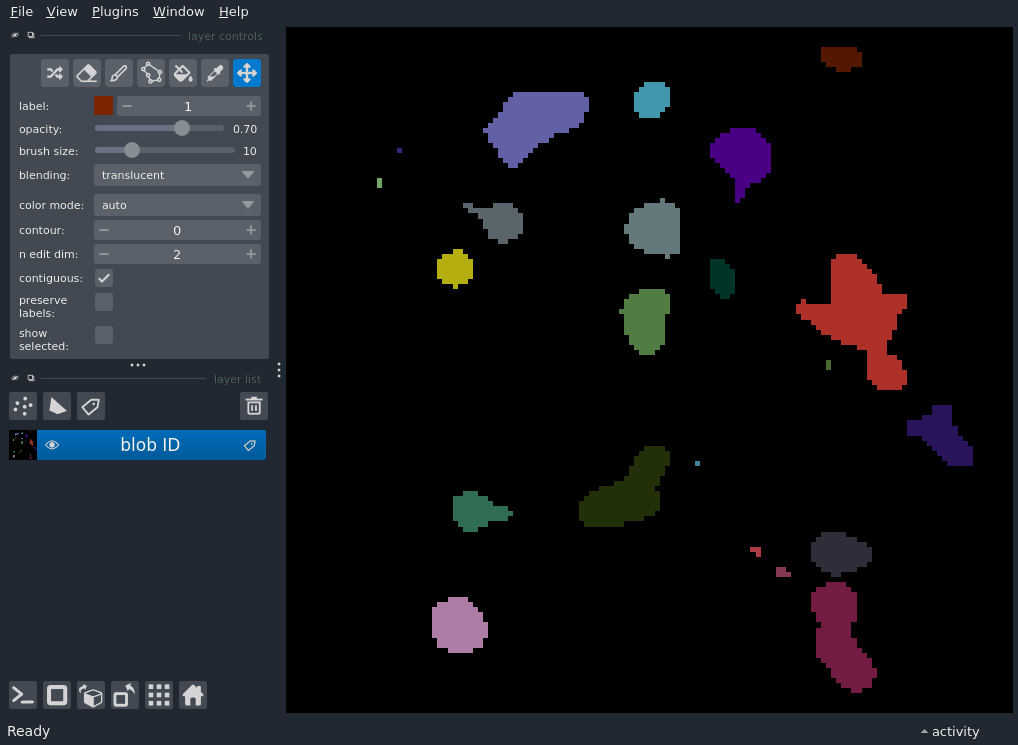 File View Plugins Window Help
layer controls
label: 1
opacity: 0.70
brush size: 10
blending: translucent
color mode: auto
contour: 0
n edit dim: 2
contiguous:
preserve
labels:
show
selected:
layer list
blob ID
Ready
activity